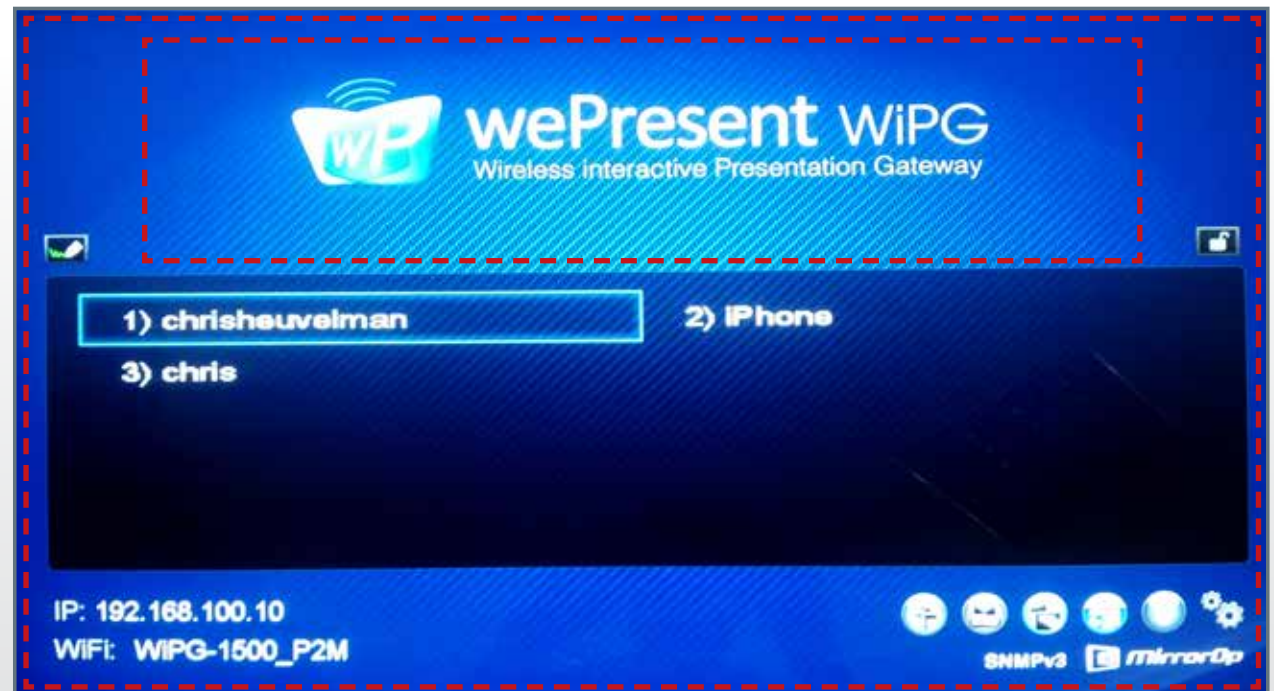 WP wePresent WiPG
Wireless interactive Presentation Gateway
1) chrisheuvelman
2) iPhone
3) chris
IP: 192.168.100.10
WiFi: WiPG-1500_P2M
SNMPv3 MirrorOp